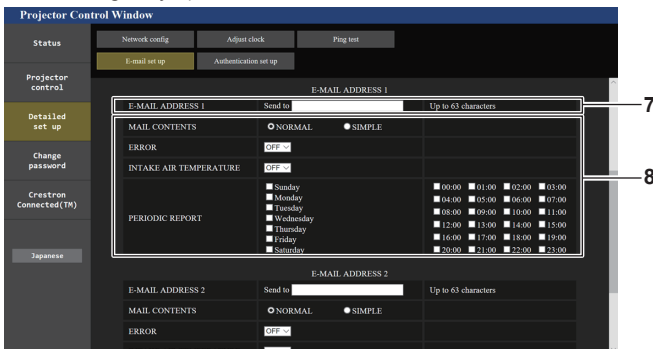 Projector Control Window
Status
Network config Adjust clock Ping test
E-mail set up Authentication set up
Projector
control
Detailed
set up
Change
password
Crestron
Connected(TM)
Japanese
E-MAIL ADDRESS 1
E-MAIL ADDRESS 1 Send to Up to 63 characters
7
MAIL CONTENTS NORMAL SIMPLE
ERROR OFF
INTAKE AIR TEMPERATURE OFF
8
PERIODIC REPORT
Sunday 00:00 01:00 02:00 03:00
Monday 04:00 05:00 06:00 07:00
Tuesday 08:00 09:00 10:00 11:00
Wednesday
Thursday 12:00 13:00 14:00 15:00
Friday 16:00 17:00 18:00 19:00
Saturday 20:00 21:00 22:00 23:00
E-MAIL ADDRESS 2
E-MAIL ADDRESS 2 Send to Up to 63 characters
MAIL CONTENTS NORMAL SIMPLE
ERROR OFF